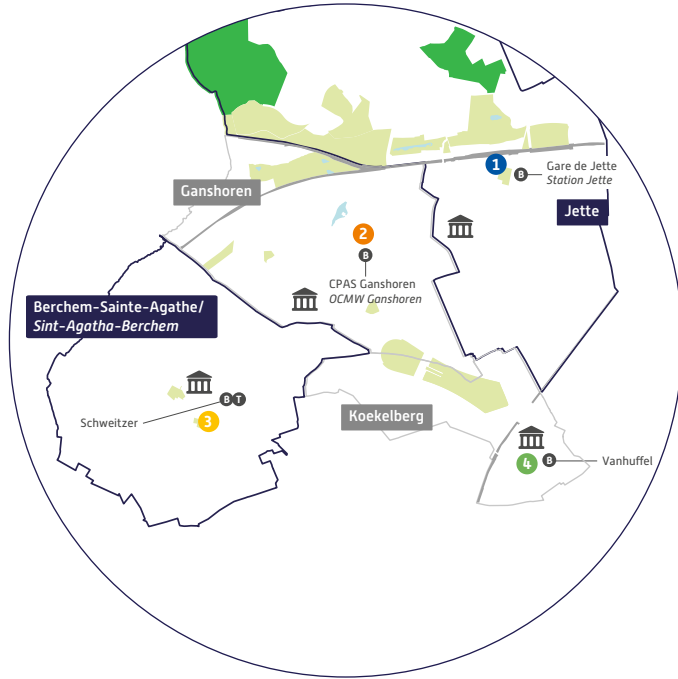 1
B
Gare de Jette
Station Jette
Ganshoren
Jette
2
B
CPAS Ganshoren
OCMW Ganshoren
Berchem-Sainte-Agathe/
Sint-Agatha-Berchem
B T
Schweitzer
3
Koekelberg
4
B
Vanhuffel